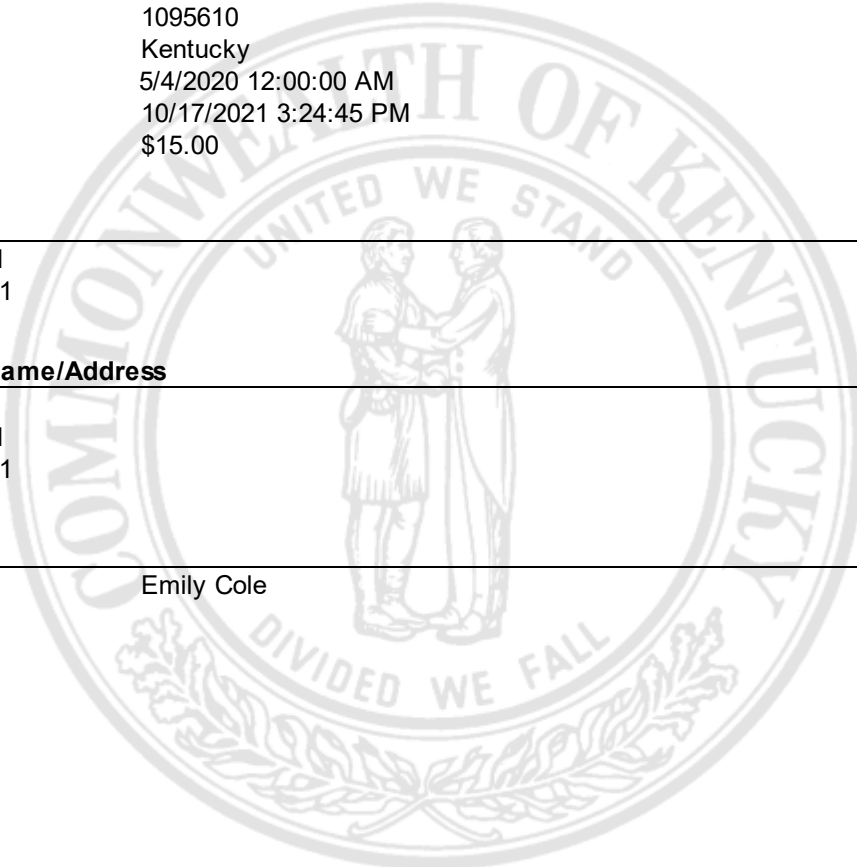 1095610
Kentucky
5/4/2020 12:00:00 AM
10/17/2021 3:24:45 PM
$15.00
1
ame/Address
1
Emily Cole
COMMONWEALTH OF KENTUCKY
UNITED WE STAND
DIVIDED WE FALL